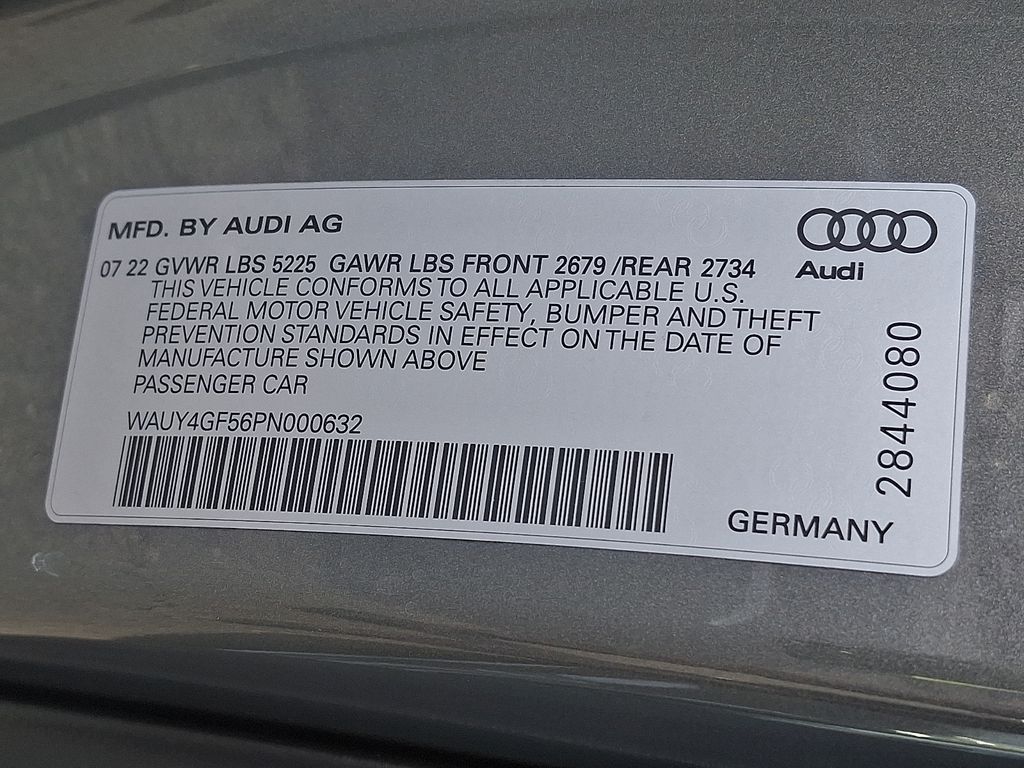 MFD. BY AUDI AG
Audi
07 22 GVWR LBS 5225 GAWR LBS FRONT 2679 /REAR 2734
THIS VEHICLE CONFORMS TO ALL APPLICABLE U.S.
FEDERAL MOTOR VEHICLE SAFETY, BUMPER AND THEFT
PREVENTION STANDARDS IN EFFECT ON THE DATE OF
MANUFACTURE SHOWN ABOVE
PASSENGER CAR
WAUY4GF56PN000632
2844080
GERMANY